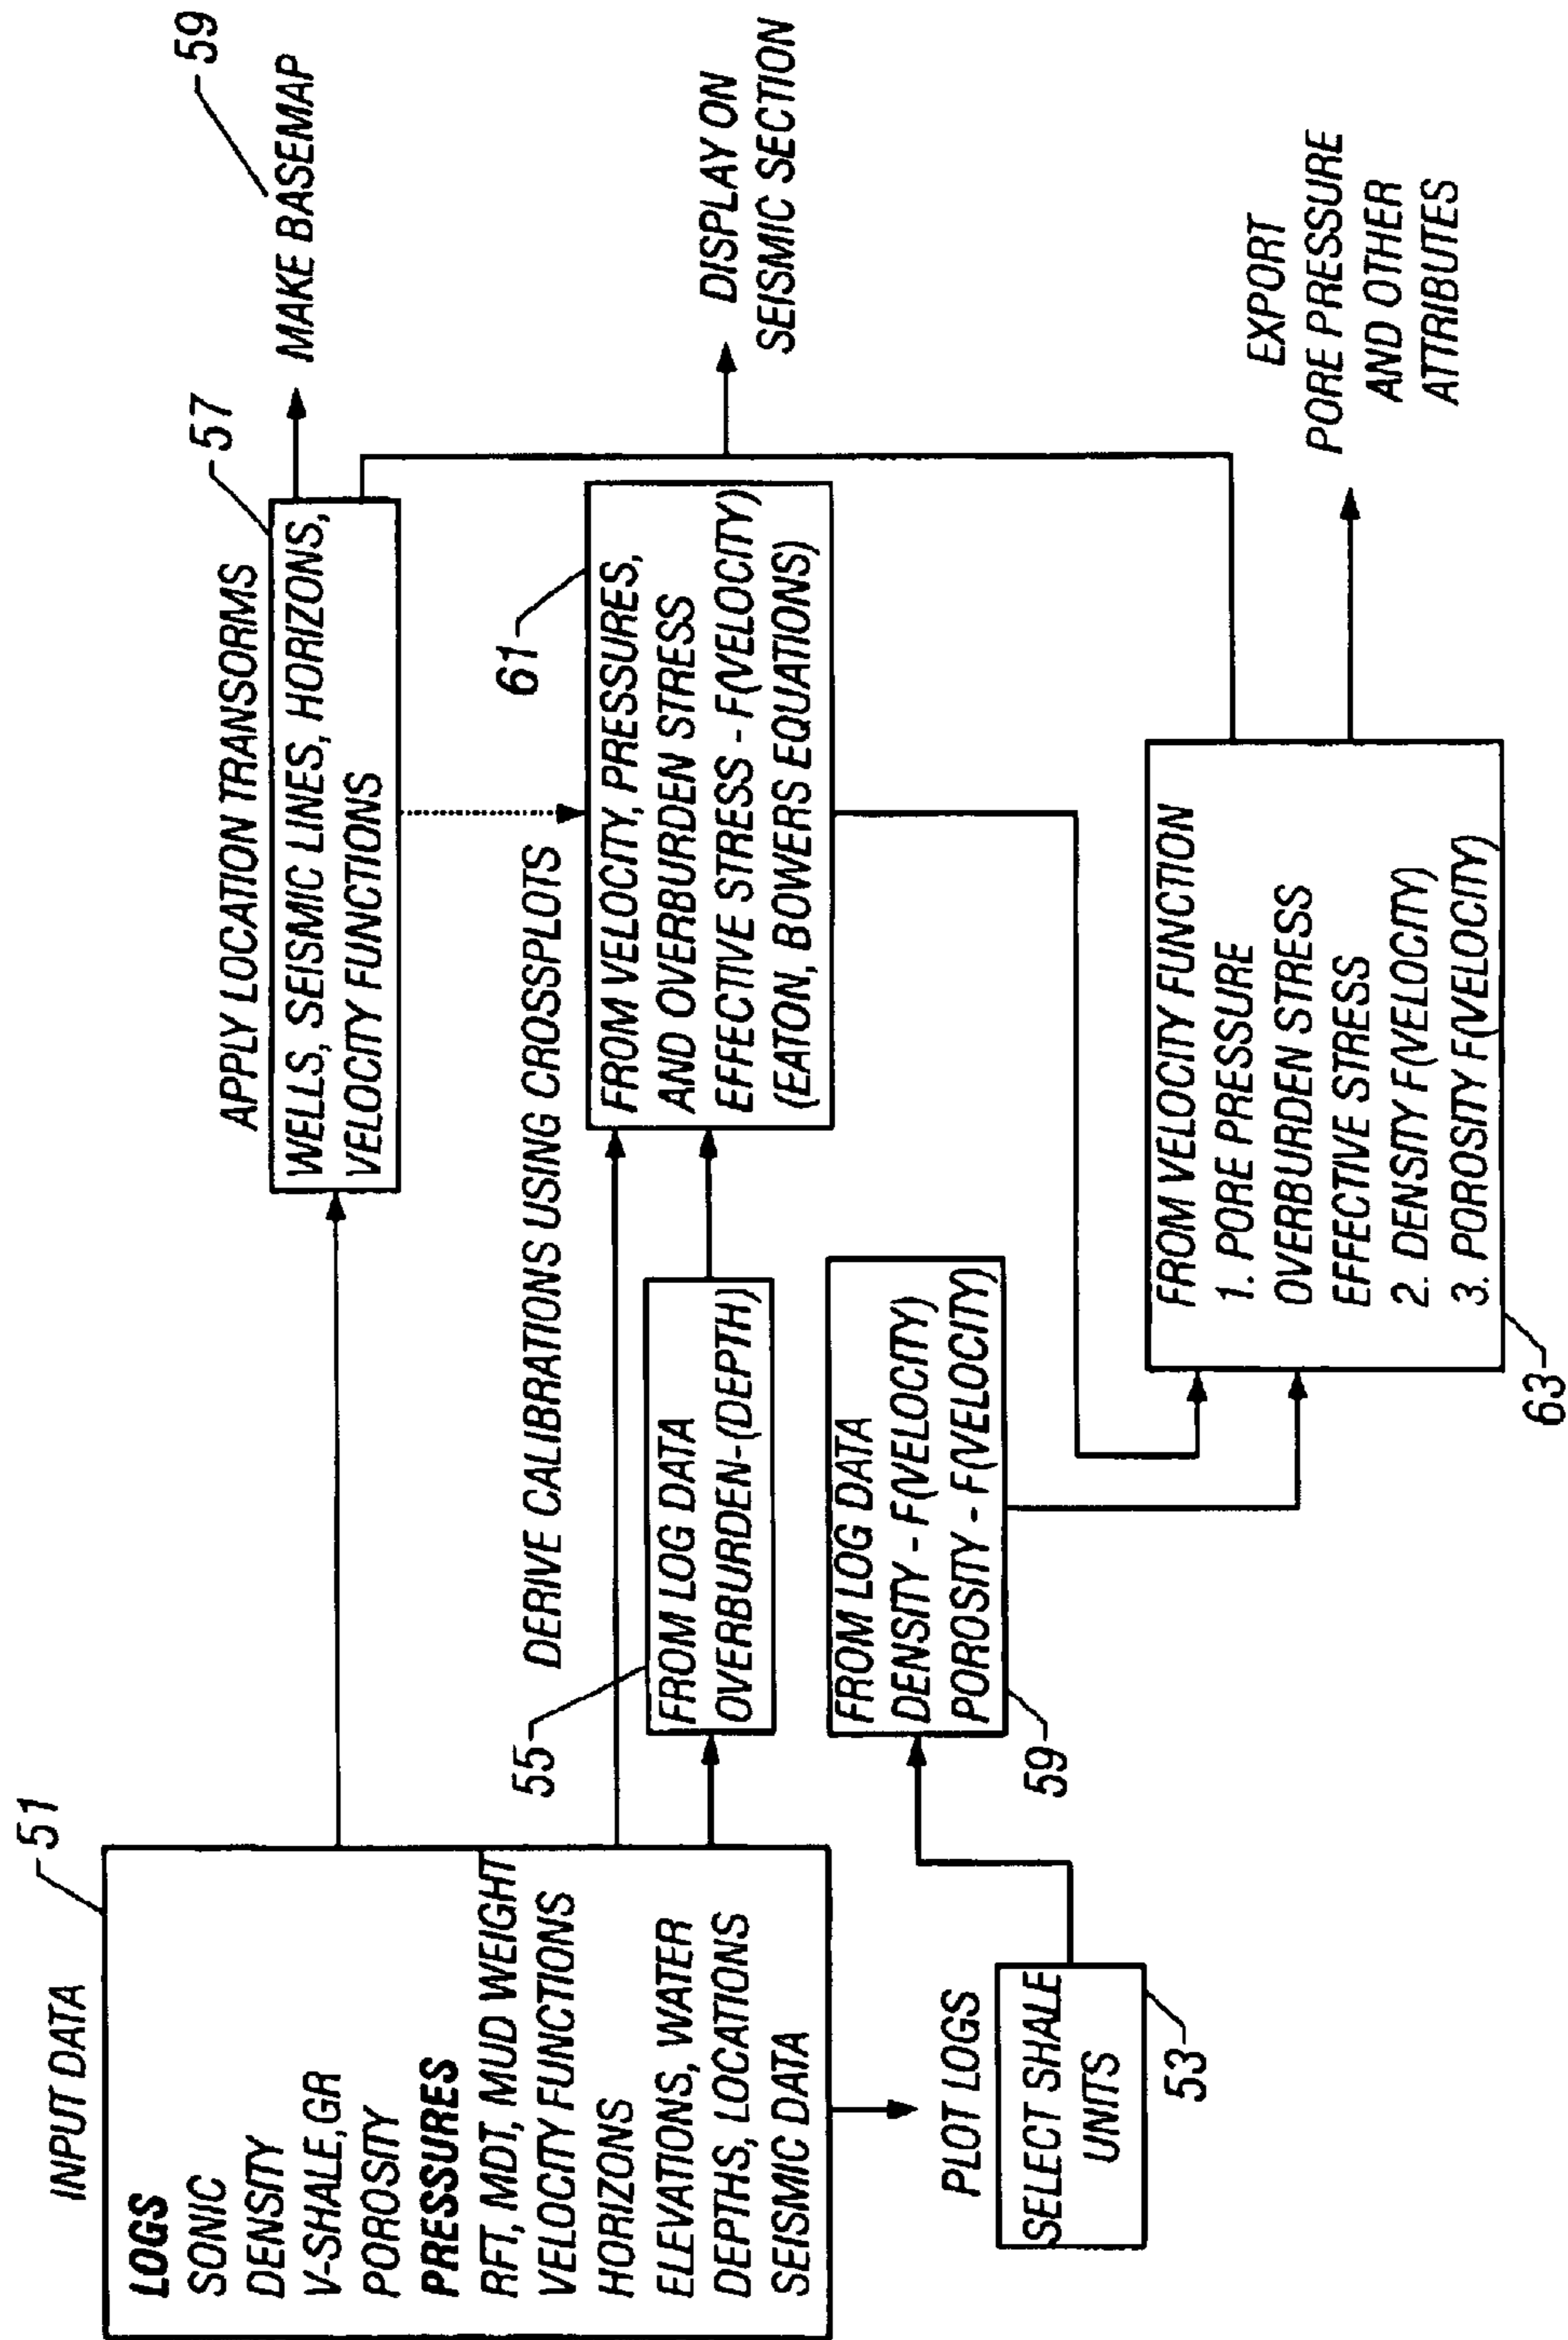 INPUT DATA
51
LOGS
SONIC
DENSITY
V-SHALE,GR
POROSITY
PRESSURES
RFT, MDT, MUD WEIGHT
VELOCITY FUNCTIONS
HORIZONS
ELEVATIONS, WATER
DEPTHS, LOCATIONS
SEISMIC DATA
PLOT LOGS
SELECT SHALE
UNITS
53
APPLY LOCATION TRANSORMS
57
WELLS, SEISMIC LINES, HORIZONS,
VELOCITY FUNCTIONS
59
MAKE BASEMAP
DERIVE CALIBRATIONS USING CROSSPLOTS
55
FROM LOG DATA
OVERBURDEN-(DEPTH)
61
FROM VELOCITY, PRESSURES,
AND OVERBURDEN STRESS
EFFECTIVE STRESS - F(VELOCITY)
(EATON, BOWERS EQUATIONS)
DISPLAY ON
SEISMIC SECTION
FROM LOG DATA
DENSITY - F(VELOCITY)
POROSITY - F(VELOCITY)
59
FROM VELOCITY FUNCTION
1. PORE PRESSURE
OVERBURDEN STRESS
EFFECTIVE STRESS
2. DENSITY F(VELOCITY)
3. POROSITY F(VELOCITY)
63
EXPORT
PORE PRESSURE
AND OTHER
ATTRIBUTES